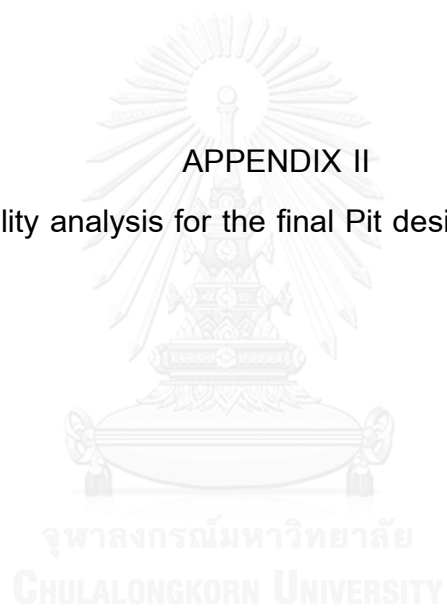 APPENDIX II
lity analysis for the final Pit desi
จุฬาลงกรณ์มหาวิทยาลัย
CHULALONGKORN UNIVERSITY